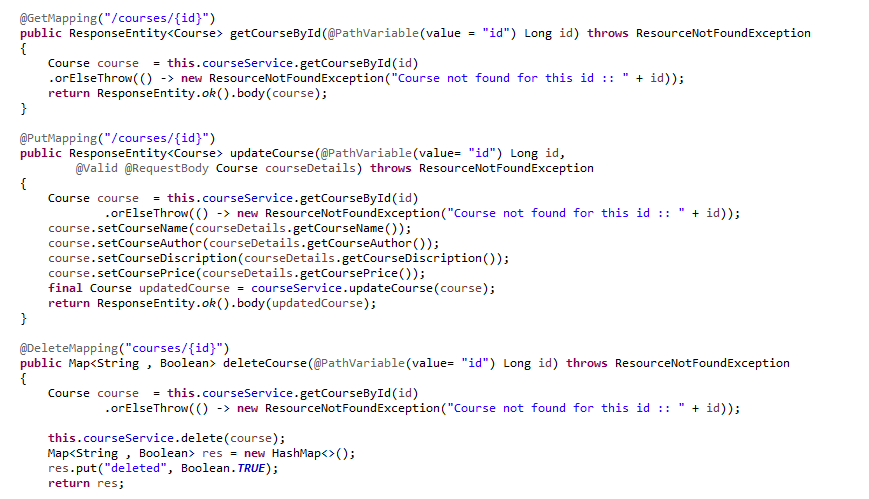 @GetMapping("/courses/{id}")
public ResponseEntity<Course> getCourseById(@PathVariable(value = "id") Long id) throws ResourceNotFoundException
{
    Course course  = this.courseService.getCourseById(id)
    .orElseThrow(() -> new ResourceNotFoundException("Course not found for this id :: " + id));
    return ResponseEntity.ok().body(course);
}

@PutMapping("/courses/{id}")
public ResponseEntity<Course> updateCourse(@PathVariable(value= "id") Long id,
        @Valid @RequestBody Course courseDetails) throws ResourceNotFoundException
{
    Course course  = this.courseService.getCourseById(id)
            .orElseThrow(() -> new ResourceNotFoundException("Course not found for this id :: " + id));
    course.setCourseName(courseDetails.getCourseName());
    course.setCourseAuthor(courseDetails.getCourseAuthor());
    course.setCourseDiscription(courseDetails.getCourseDiscription());
    course.setCoursePrice(courseDetails.getCoursePrice());
    final Course updatedCourse = courseService.updateCourse(course);
    return ResponseEntity.ok().body(updatedCourse);
}

@DeleteMapping("courses/{id}")
public Map<String , Boolean> deleteCourse(@PathVariable(value= "id") Long id) throws ResourceNotFoundException
{
    Course course  = this.courseService.getCourseById(id)
            .orElseThrow(() -> new ResourceNotFoundException("Course not found for this id :: " + id));

    this.courseService.delete(course);
    Map<String , Boolean> res = new HashMap<>();
    res.put("deleted", Boolean.TRUE);
    return res;